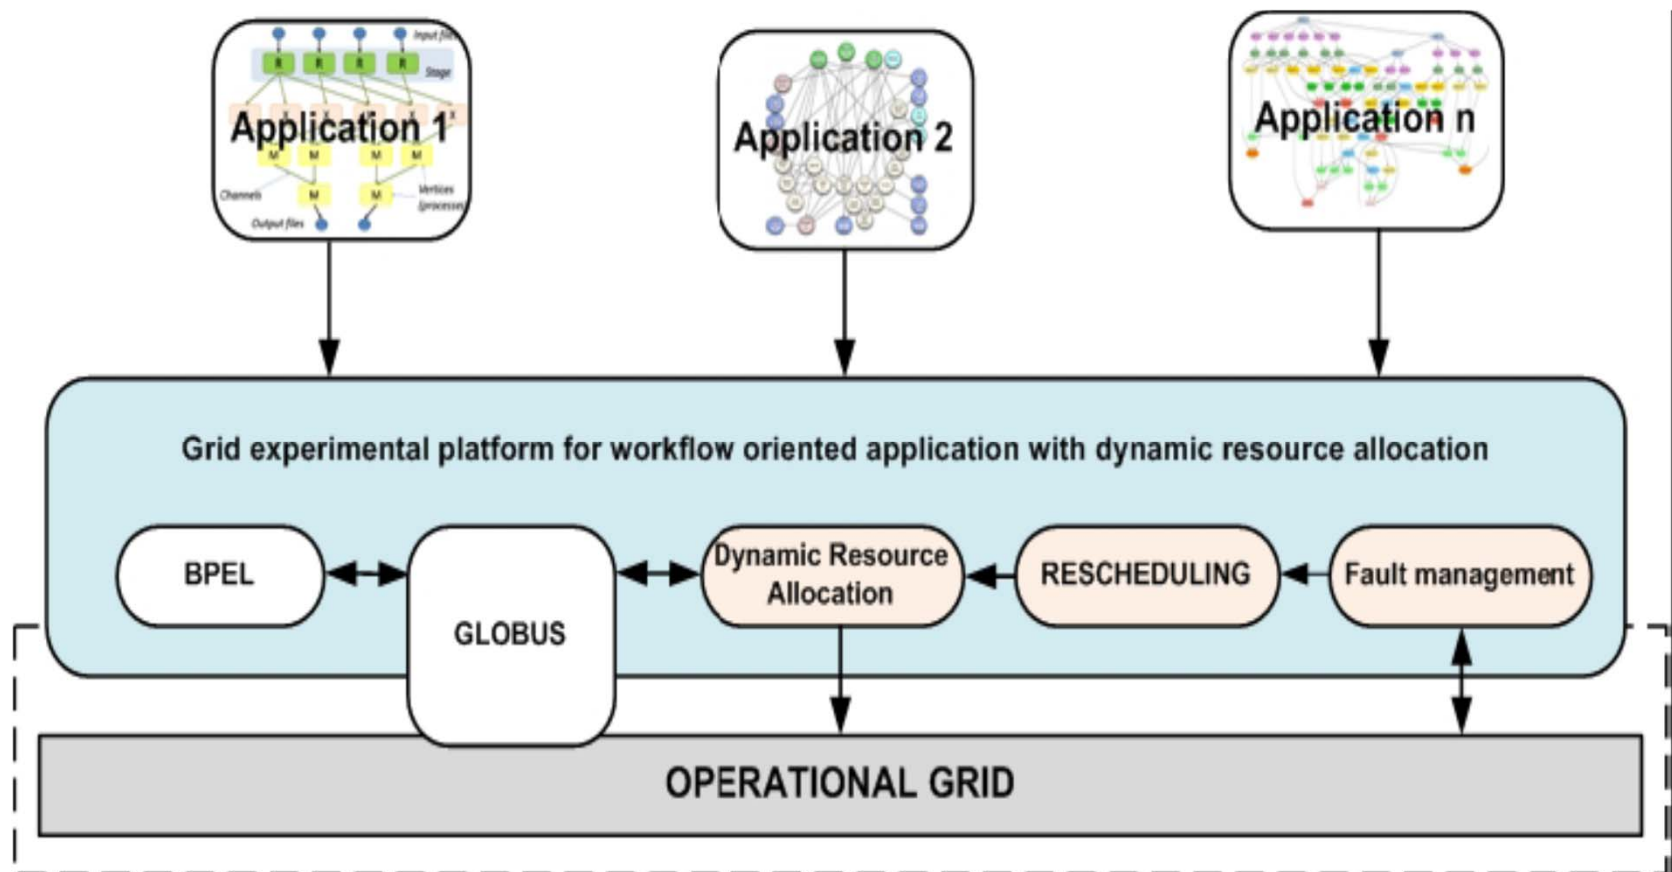 Input files
R R R R
Stage
Application 1
X
M M M M
Channels
M M
Vertices
(processes
Output files
Application 2
Application n
Grid experimental platform for workflow oriented application with dynamic resource allocation
BPEL
GLOBUS
Dynamic Resource
Allocation
RESCHEDULING
Fault management
OPERATIONAL GRID